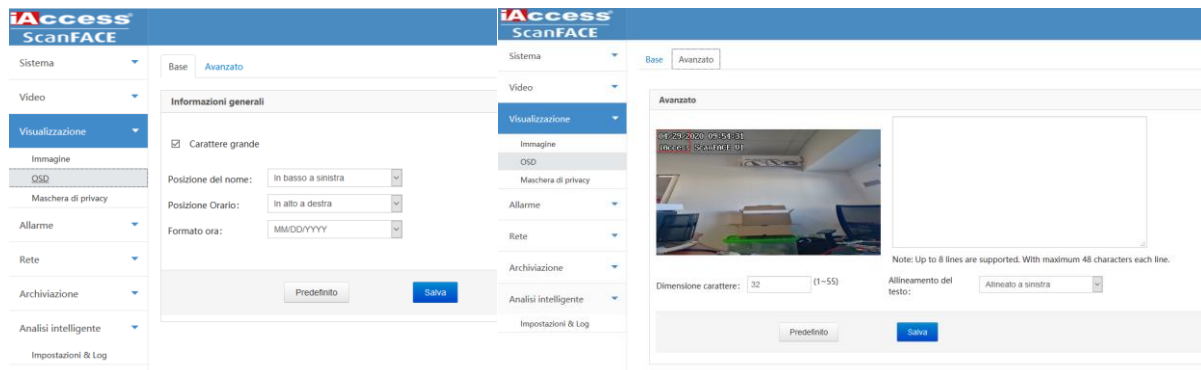 iAccess
ScanFACE
Sistema
Video
Visualizzazione
Immagine
OSD
Maschera di privacy
Allarme
Rete
Archiviazione
Analisi intelligente
Impostazioni & Log
Base Avanzato
Informazioni generali
Carattere grande
Posizione del nome: In basso a sinistra
Posizione Orario: In alto a destra
Formato ora: MM/DD/YYYY
Predefinito Salva
iAccess
ScanFACE
Sistema
Video
Visualizzazione
Immagine
OSD
Maschera di privacy
Allarme
Rete
Archiviazione
Analisi intelligente
Impostazioni & Log
Base Avanzato
Avanzato
04/29/2020 09:54:31
iAccess ScanFACE V1
Note: Up to 8 lines are supported. With maximum 48 characters each line.
Dimensione carattere: 32 (1~55)
Allineamento del
testo: Allineato a sinistra
Predefinito Salva